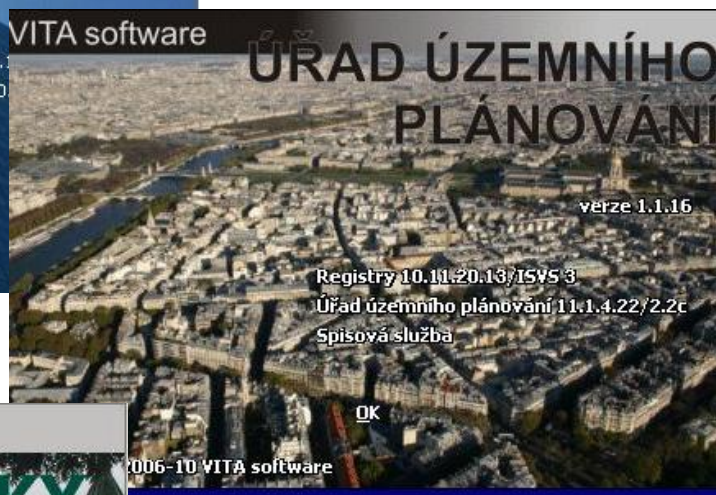 VITA software
ÚŘAD ÚZEMNÍHO
PLÁNOVÁNÍ
verze 1.1.16
Registry 10.11.20.13/ISVS 3
Úřad územního plánování 11.1.4.22/2.2c
Spisová služba
OK
2006-10 VITA software